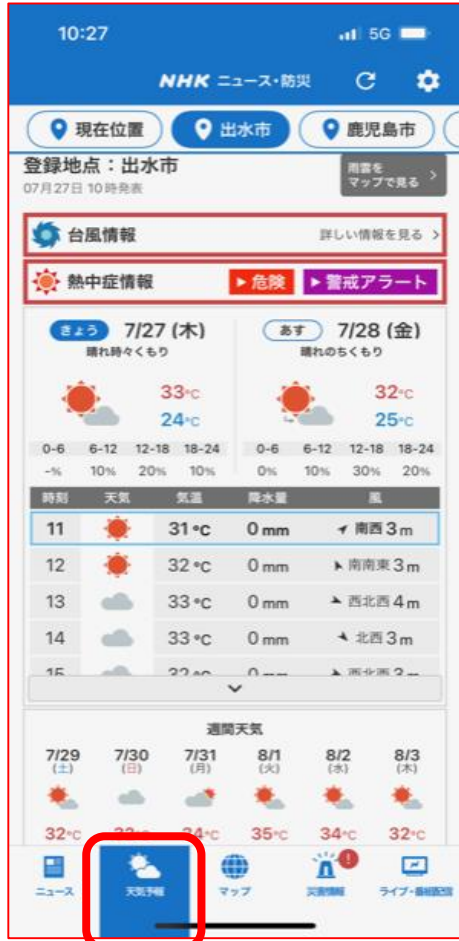 10:27 5G
NHK ニュース・防災
現在位置 出水市 鹿児島市
登録地点：出水市
07月27日 10時発表
雨雲を
マップで見る
台風情報 詳しい情報を見る
熱中症情報 危険 警戒アラート
きょう 7/27 (木) あす 7/28 (金)
晴れ時々くもり 晴れのちくもり
33℃ 32℃
24℃ 25℃
0-6 6-12 12-18 18-24 0-6 6-12 12-18 18-24
-% 10% 20% 10% 0% 10% 30% 20%
時刻 天気 気温 降水量 風
11 31℃ 0mm 南西 3m
12 32℃ 0mm 南南東 3m
13 33℃ 0mm 西北西 4m
14 33℃ 0mm 北西 3m
15 32℃ 0mm 西北西 3m
週間天気
7/29 7/30 7/31 8/1 8/2 8/3
(土) (日) (月) (火) (水) (木)
32℃ 33℃ 34℃ 35℃ 34℃ 32℃
ニュース 天気予報 マップ 災害情報 ライブ・番組配信